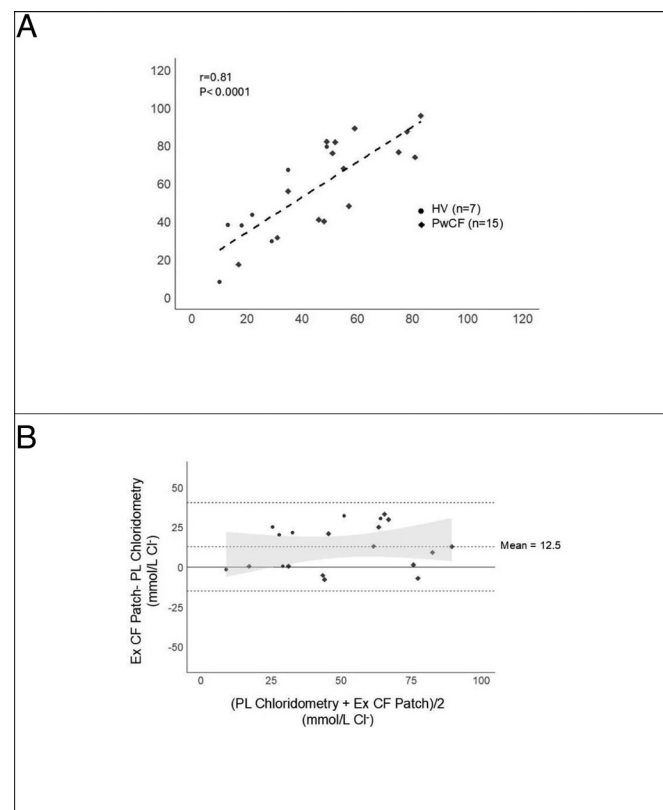 A
120
100
80
60
40
20
0
r=0.81
P<0.0001
HV (n=7)
PwCF (n=15)
0 20 40 60 80 100 120
B
Ex CF Patch- PL Chloridometry
(mmol/L Cl-)
50
25
0
-25
-50
Mean = 12.5
0 25 50 75 100
(PL Chloridometry + Ex CF Patch)/2
(mmol/L Cl-)